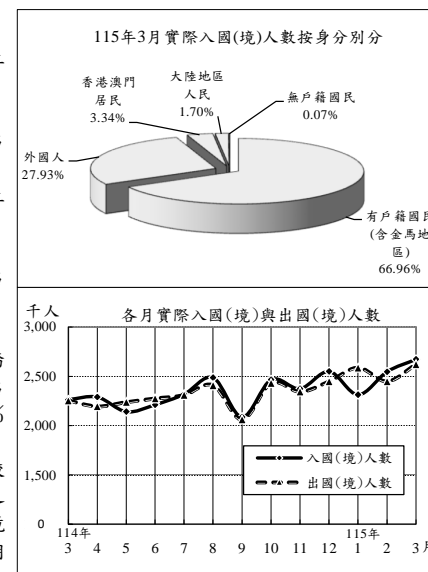 115年3月實際入國(境)人數按身分別分
香港澳門
居民
3.34%
大陸地區
人民
1.70%
無戶籍國民
0.07%
外國人
27.93%
有戶籍國民
(含金馬地
區)
66.96%
千人
各月實際入國(境)與出國(境)人數
3,000
2,500
2,000
1,500
0
入國(境)人數
出國(境)人數
114年 115年
3 4 5 6 7 8 9 10 11 12 1 2 3月